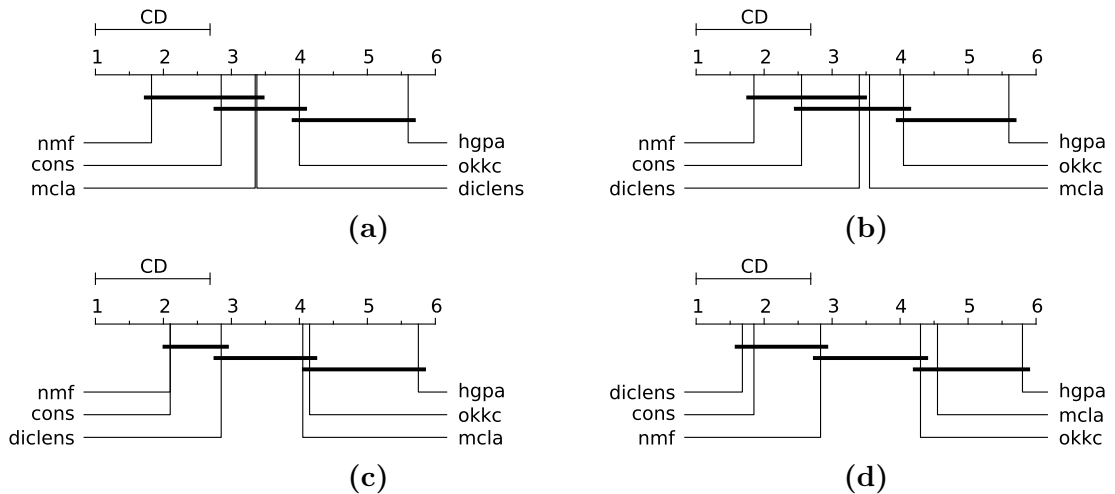 CD CD
1 2 3 4 5 6 1 2 3 4 5 6
nmf hgpa nmf hgpa
cons okkc cons okkc
mcla diclens diclens mcla
(a) (b)
CD CD
1 2 3 4 5 6 1 2 3 4 5 6
nmf hgpa diclens hgpa
cons okkc cons mcla
diclens mcla nmf okkc
(c) (d)